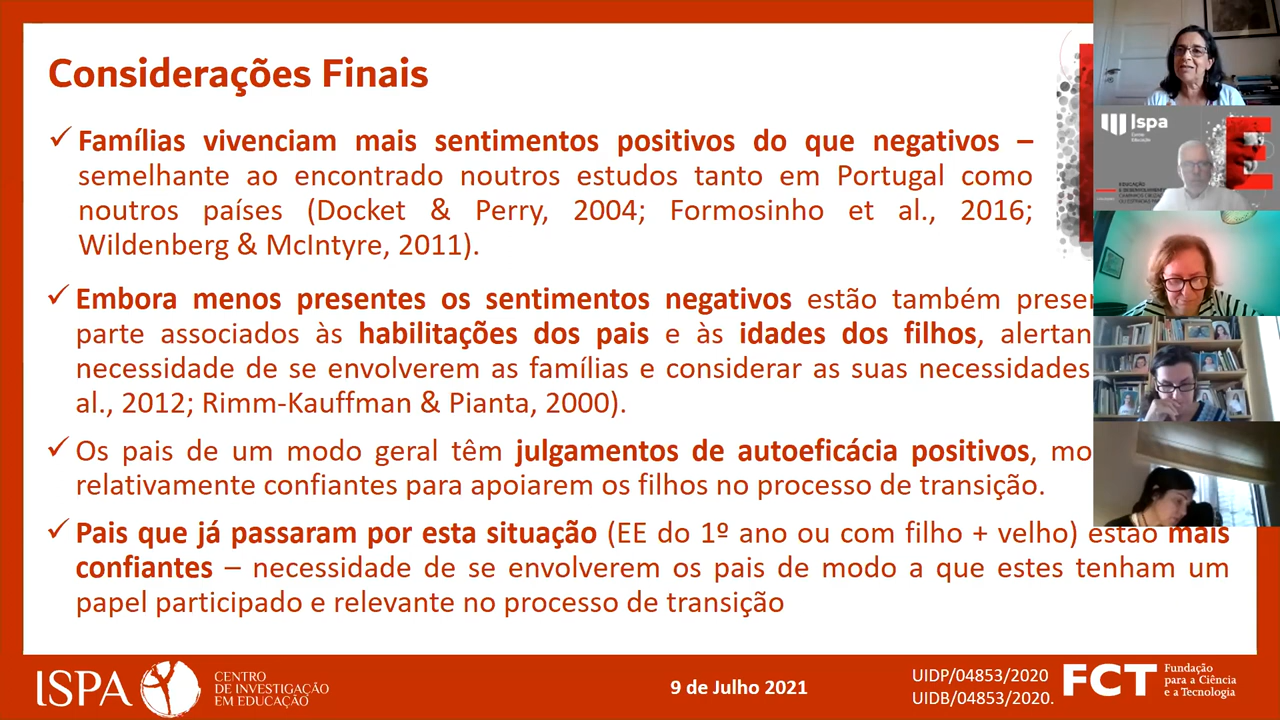 Considerações Finais
✓ Famílias vivenciam mais sentimentos positivos do que negativos –
semelhante ao encontrado noutros estudos tanto em Portugal como
noutros países (Docket & Perry, 2004; Formosinho et al., 2016;
Wildenberg & McIntyre, 2011).
✓ Embora menos presentes os sentimentos negativos estão também
parte associados às habilitações dos pais e às idades dos filhos,
necessidade de se envolverem as famílias e considerar as suas necessidades
al., 2012; Rimm-Kauffman & Pianta, 2000).
✓ Os pais de um modo geral têm julgamentos de autoeficácia positivos,
relativamente confiantes para apoiarem os filhos no processo de transição.
✓ Pais que já passaram por esta situação (EE do 1º ano ou com filho + velho) estão mais
confiantes – necessidade de se envolverem os pais de modo a que estes tenham um
papel participado e relevante no processo de transição
Ispa
EDUCAÇÃO
ISPA
CENTRO
DE INVESTIGAÇÃO
EM EDUCAÇÃO
9 de Julho 2021
UIDP/04853/2020
UIDB/04853/2020.
FCT
Fundação
para a Ciência
e a Tecnologia